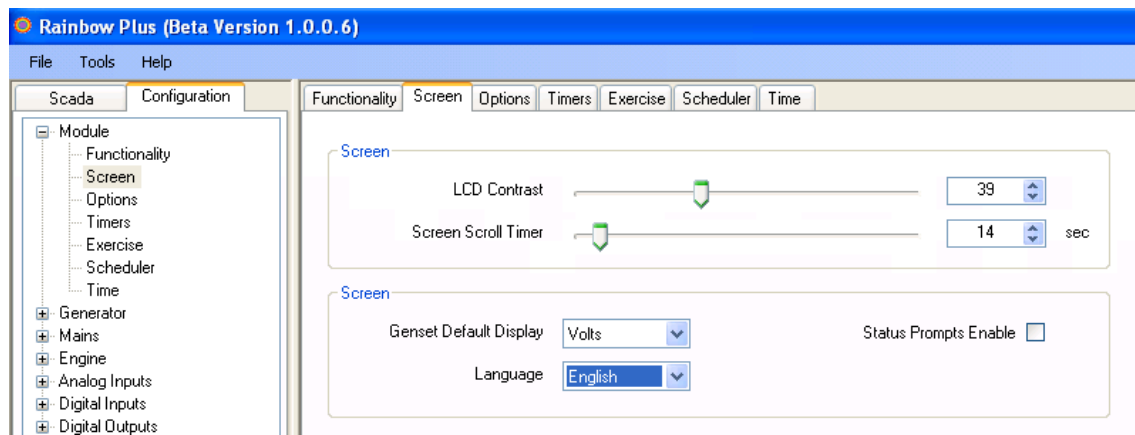 Rainbow Plus (Beta Version 1.0.0.6)
File Tools Help
Scada Configuration
Module
Functionality
Screen
Options
Timers
Exercise
Scheduler
Time
Generator
Mains
Engine
Analog Inputs
Digital Inputs
Digital Outputs
Functionality Screen Options Timers Exercise Scheduler Time
Screen
LCD Contrast 39
Screen Scroll Timer 14 sec
Screen
Genset Default Display Volts Status Prompts Enable
Language English